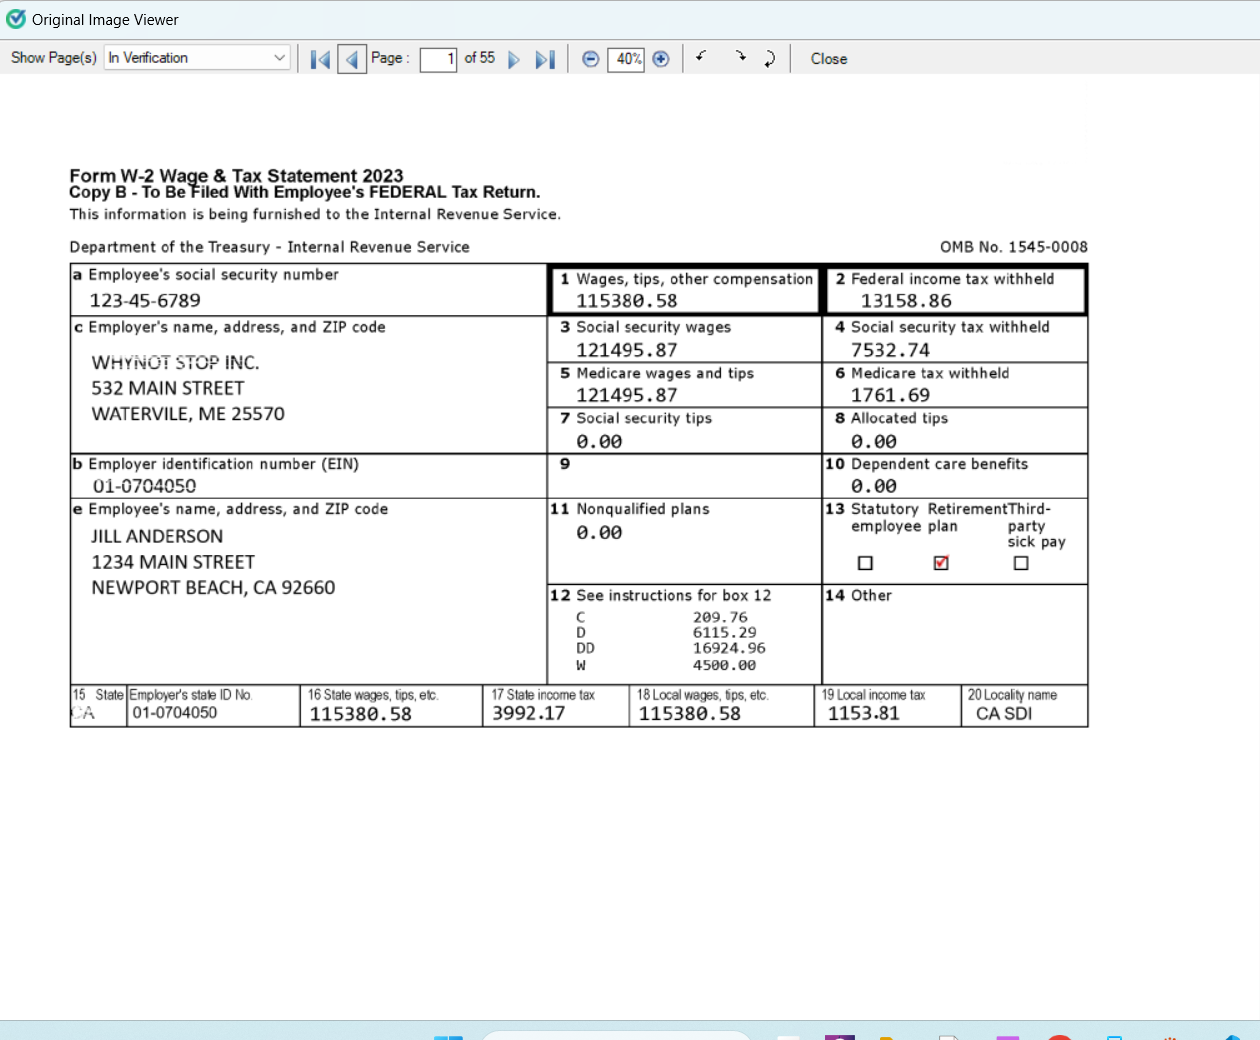 Original Image Viewer
Show Page(s) In Verification Page : 1 of 55 40% Close
Form W-2 Wage & Tax Statement 2023
Copy B - To Be Filed With Employee's FEDERAL Tax Return.
This information is being furnished to the Internal Revenue Service.
Department of the Treasury - Internal Revenue Service OMB No. 1545-0008
a Employee's social security number
123-45-6789
1 Wages, tips, other compensation
115380.58
2 Federal income tax withheld
13158.86
c Employer's name, address, and ZIP code
WHYNOT STOP INC.
532 MAIN STREET
WATERVILE, ME 25570
3 Social security wages
121495.87
4 Social security tax withheld
7532.74
5 Medicare wages and tips
121495.87
6 Medicare tax withheld
1761.69
7 Social security tips
0.00
8 Allocated tips
0.00
b Employer identification number (EIN)
01-0704050
9
10 Dependent care benefits
0.00
e Employee's name, address, and ZIP code
JILL ANDERSON
1234 MAIN STREET
NEWPORT BEACH, CA 92660
11 Nonqualified plans
0.00
13 Statutory RetirementThird-
employee plan party
sick pay
12 See instructions for box 12
C 209.76
D 6115.29
DD 16924.96
W 4500.00
14 Other
15 State Employer's state ID No. 16 State wages, tips, etc. 17 State income tax 18 Local wages, tips, etc. 19 Local income tax 20 Locality name
CA 01-0704050 115380.58 3992.17 115380.58 1153.81 CA SDI